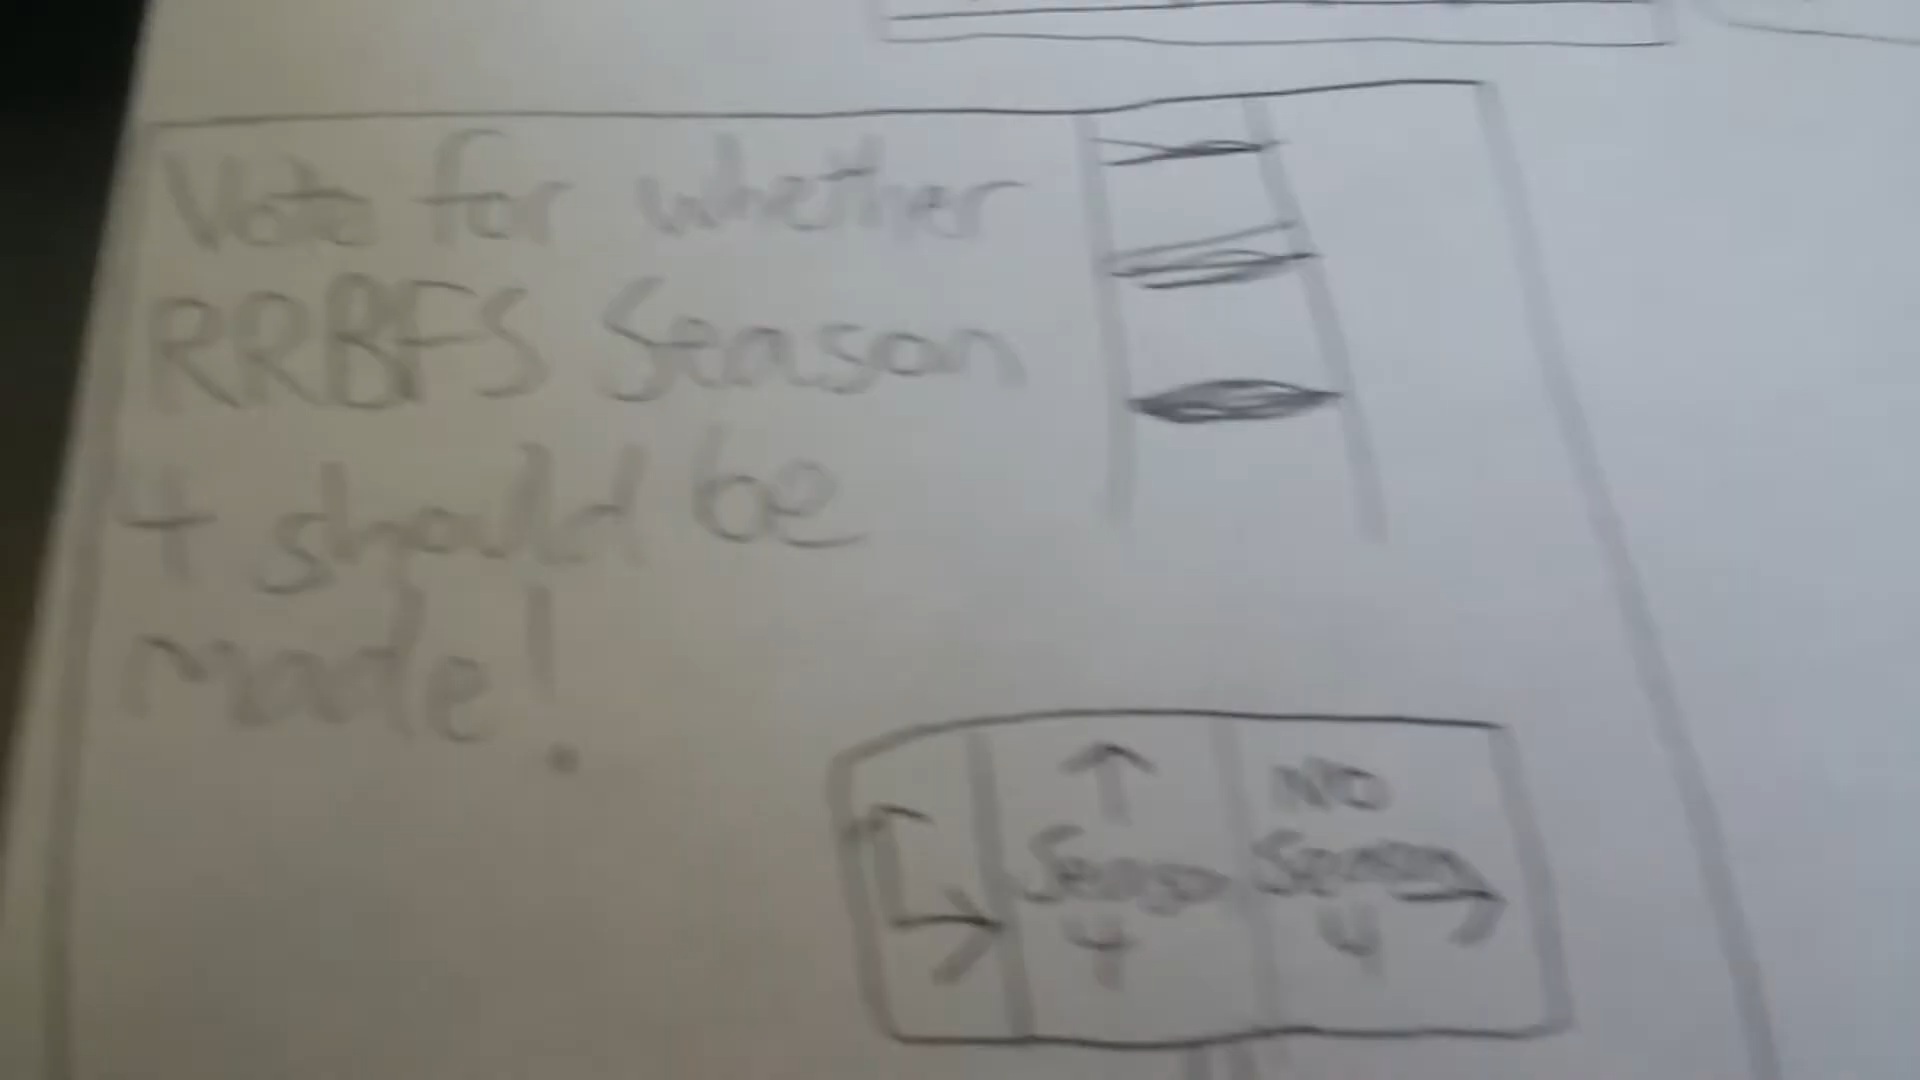 Vote for whether
RRBFS Season
4 should be
made!
Season
4
NO
Season
4